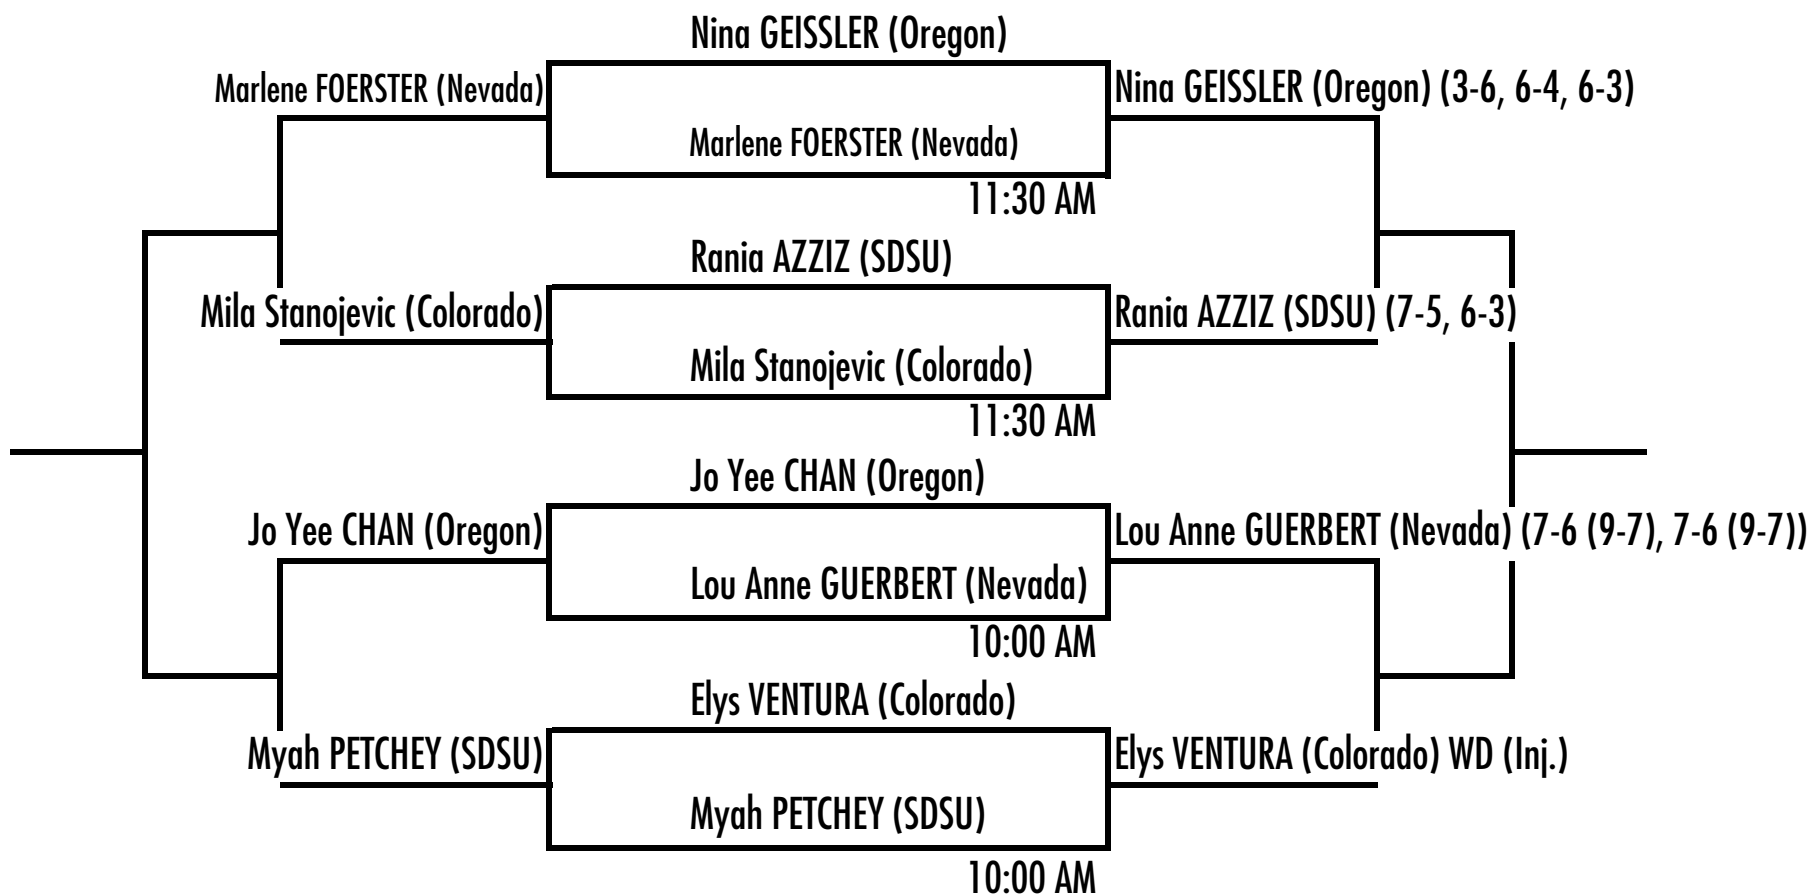 Nina GEISSLER (Oregon)
Marlene FOERSTER (Nevada)
Nina GEISSLER (Oregon) (3-6, 6-4, 6-3)
Marlene FOERSTER (Nevada)
11:30 AM
Rania AZZIZ (SDSU)
Mila Stanojevic (Colorado)
Rania AZZIZ (SDSU) (7-5, 6-3)
Mila Stanojevic (Colorado)
11:30 AM
Jo Yee CHAN (Oregon)
Jo Yee CHAN (Oregon)
Lou Anne GUERBERT (Nevada) (7-6 (9-7), 7-6 (9-7))
Lou Anne GUERBERT (Nevada)
10:00 AM
Elys VENTURA (Colorado)
Myah PETCHEY (SDSU)
Elys VENTURA (Colorado) WD (Inj.)
Myah PETCHEY (SDSU)
10:00 AM